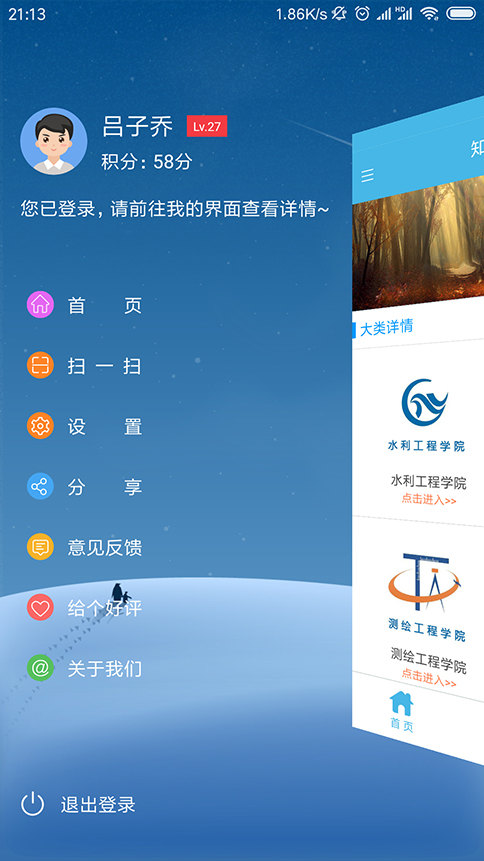 21:13
1.86K/s HD
吕子乔 Lv.27
积分: 58分
您已登录, 请前往我的界面查看详情~
首 页
扫 一 扫
设 置
分 享
意见反馈
给个好评
关于我们
退出登录
知
大类详情
水利工程学院
水利工程学院
点击进入>>
测绘工程学院
测绘工程学院
点击进入>>
首 页